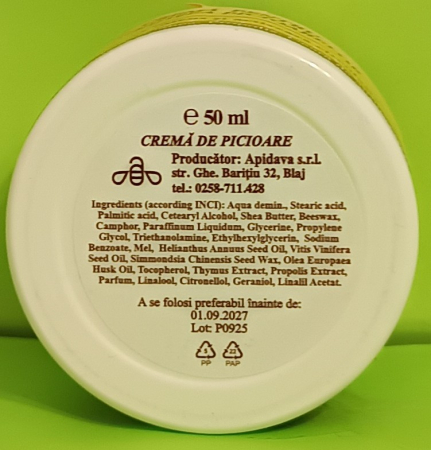 ℮ 50 ml
CREMĂ DE PICIOARE
Producător: Apidava s.r.l.
str. Ghe. Barițiu 32, Blaj
tel.: 0258-711.428
Ingredients (according INCI): Aqua demin., Stearic acid,
Palmitic acid, Cetearyl Alcohol, Shea Butter, Beeswax,
Camphor, Paraffinum Liquidum, Glycerine, Propylene
Glycol, Triethanolamine, Ethylhexylglycerin, Sodium
Benzoate, Mel, Helianthus Annuus Seed Oil, Vitis Vinifera
Seed Oil, Simmondsia Chinensis Seed Wax, Olea Europaea
Husk Oil, Tocopherol, Thymus Extract, Propolis Extract,
Parfum, Linalool, Citronellol, Geraniol, Linalil Acetat.
A se folosi preferabil înainte de:
01.09.2027
Lot: P0925
5 22
PP PAP